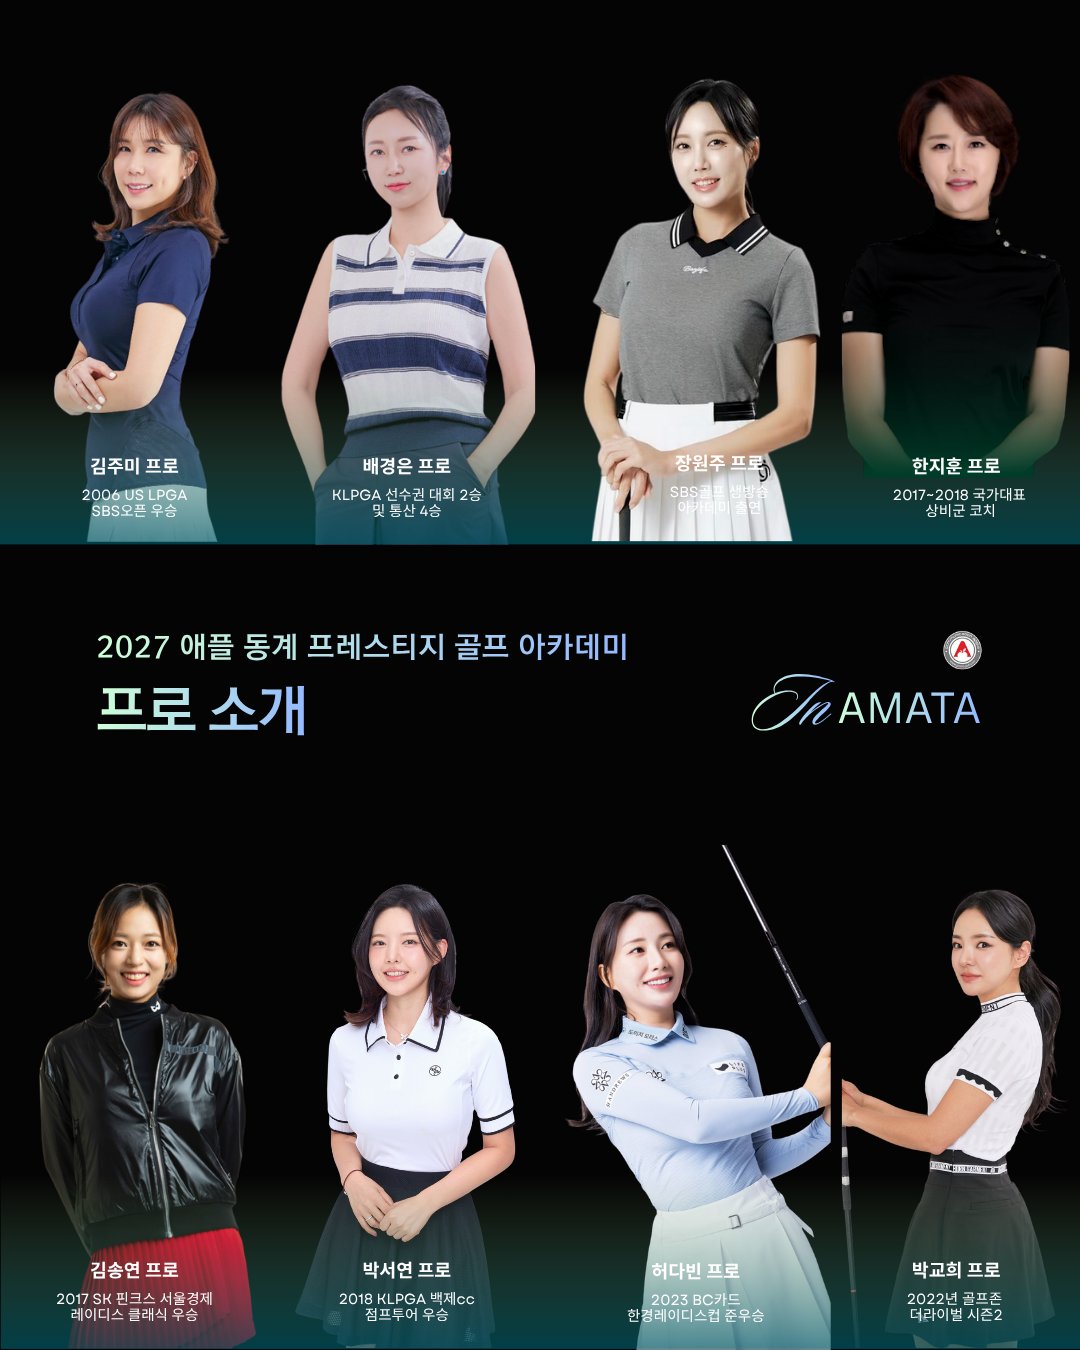 김주미 프로
2006 US LPGA
SBS오픈 우승
배경은 프로
KLPGA 선수권 대회 2승
및 통산 4승
장원주 프로
SBS골프 생방송
아카데미 출연
한지훈 프로
2017~2018 국가대표
상비군 코치
2027 애플 동계 프레스티지 골프 아카데미
프로 소개
In AMATA
김송연 프로
2017 SK 핀크스 서울경제
레이디스 클래식 우승
박서연 프로
2018 KLPGA 백제cc
점프투어 우승
허다빈 프로
2023 BC카드
한경레이디스컵 준우승
박교희 프로
2022년 골프존
더라이벌 시즌2